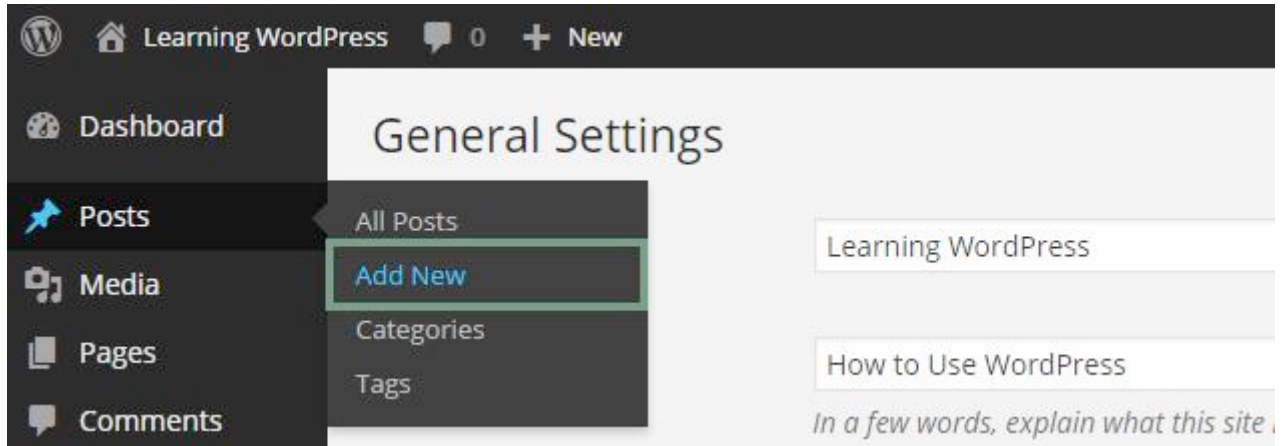 Learning WordPress 0 + New
Dashboard
General Settings
Posts
All Posts
Add New
Categories
Tags
Media
Pages
Comments
Learning WordPress
How to Use WordPress
In a few words, explain what this site